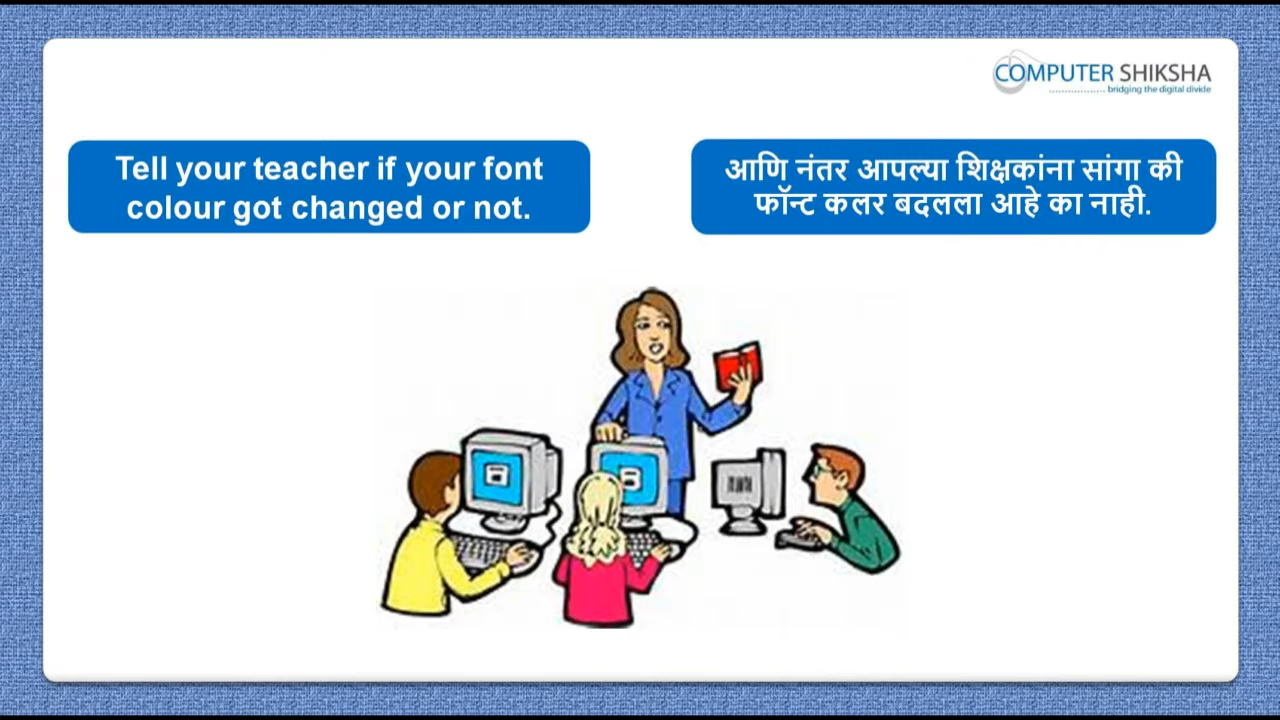 COMPUTER SHIKSHA
bridging the digital divide
Tell your teacher if your font
colour got changed or not.
आणि नंतर आपल्या शिक्षकांना सांगा की
फॉन्ट कलर बदलला आहे का नाही.